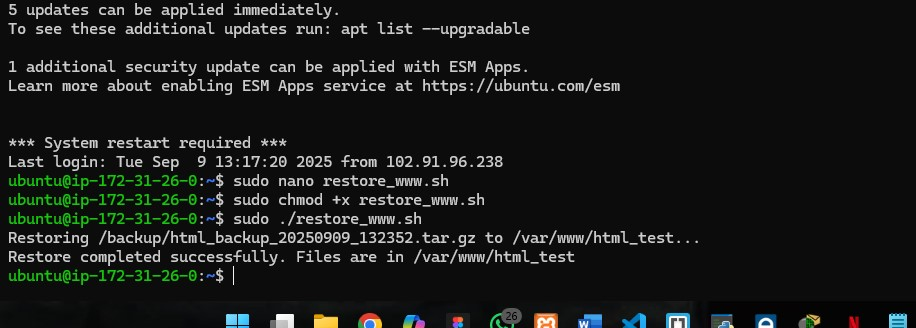 5 updates can be applied immediately.
To see these additional updates run: apt list --upgradable
1 additional security update can be applied with ESM Apps.
Learn more about enabling ESM Apps service at https://ubuntu.com/esm
*** System restart required ***
Last login: Tue Sep  9 13:17:20 2025 from 102.91.96.238
ubuntu@ip-172-31-26-0:~$ sudo nano restore_www.sh
ubuntu@ip-172-31-26-0:~$ sudo chmod +x restore_www.sh
ubuntu@ip-172-31-26-0:~$ sudo ./restore_www.sh
Restoring /backup/html_backup_20250909_132352.tar.gz to /var/www/html_test...
Restore completed successfully. Files are in /var/www/html_test
ubuntu@ip-172-31-26-0:~$
26